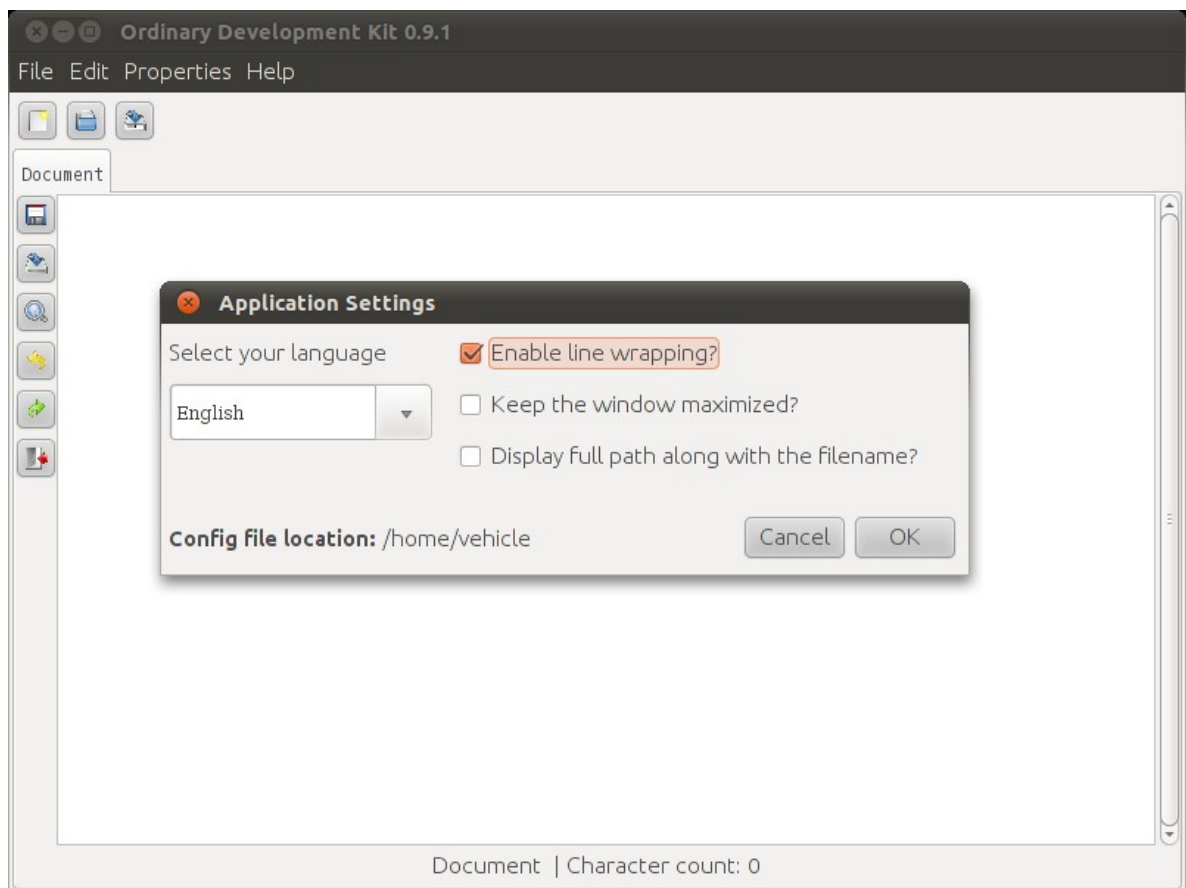 Ordinary Development Kit 0.9.1
File Edit Properties Help
Document
Application Settings
Select your language
Enable line wrapping?
English
Keep the window maximized?
Display full path along with the filename?
Config file location: /home/vehicle
Cancel
OK
Document | Character count: 0